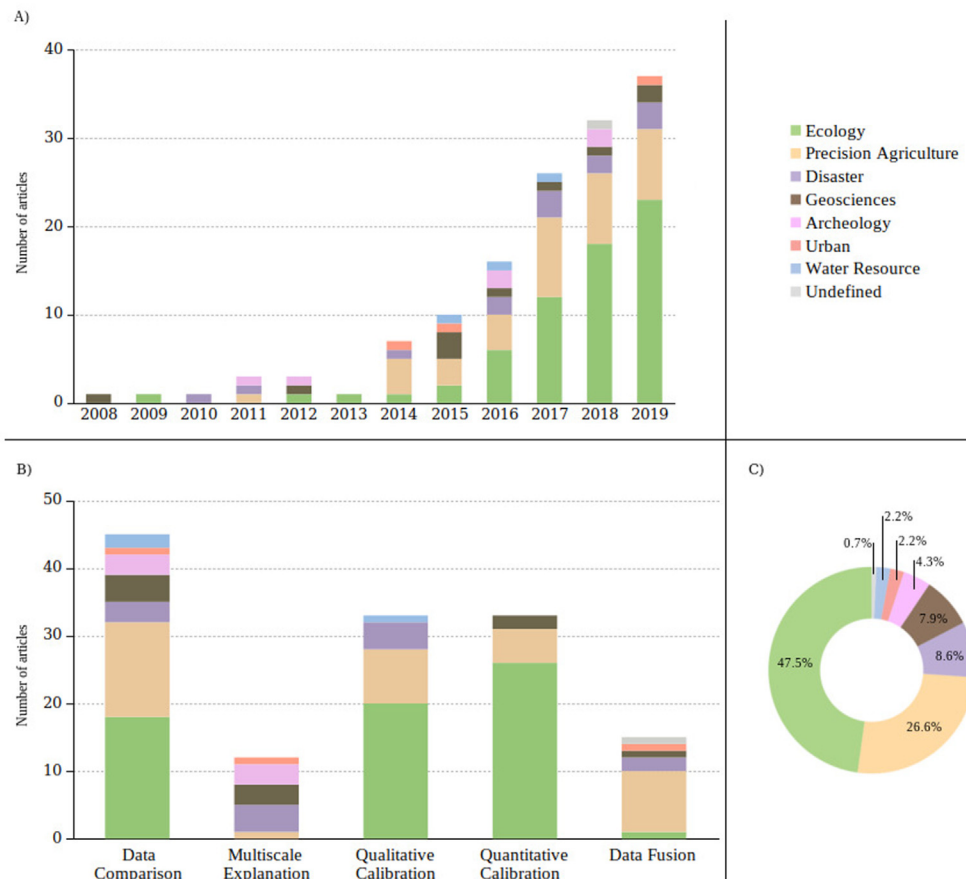 A)
40
30
20
10
0
Number of articles
2008 2009 2010 2011 2012 2013 2014 2015 2016 2017 2018 2019
Ecology
Precision Agriculture
Disaster
Geosciences
Archeology
Urban
Water Resource
Undefined
B)
50
40
30
20
10
0
Number of articles
Data Comparison
Multiscale Explanation
Qualitative Calibration
Quantitative Calibration
Data Fusion
C)
0.7%
2.2%
2.2%
4.3%
7.9%
8.6%
26.6%
47.5%